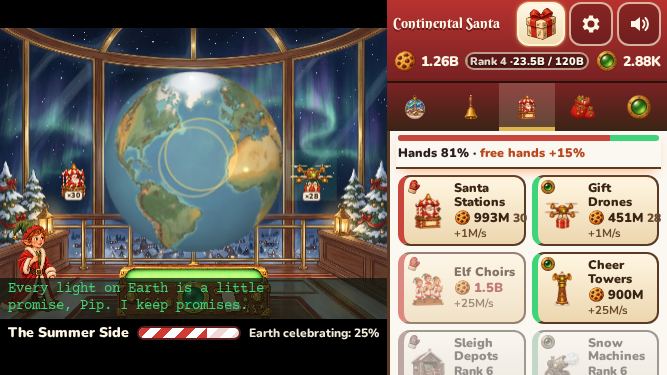 Continental Santa
1.26B
Rank 4 · 23.5B / 120B
2.88K
Hands 81% · free hands +15%
×30
×28
Santa
Stations
993M 30
+1M/s
Gift
Drones
451M 28
+1M/s
Elf Choirs
1.5B
+25M/s
Cheer
Towers
900M
+25M/s
Sleigh
Depots
Rank 6
Snow
Machines
Rank 6
Every light on Earth is a little
promise, Pip. I keep promises.
The Summer Side
Earth celebrating: 25%